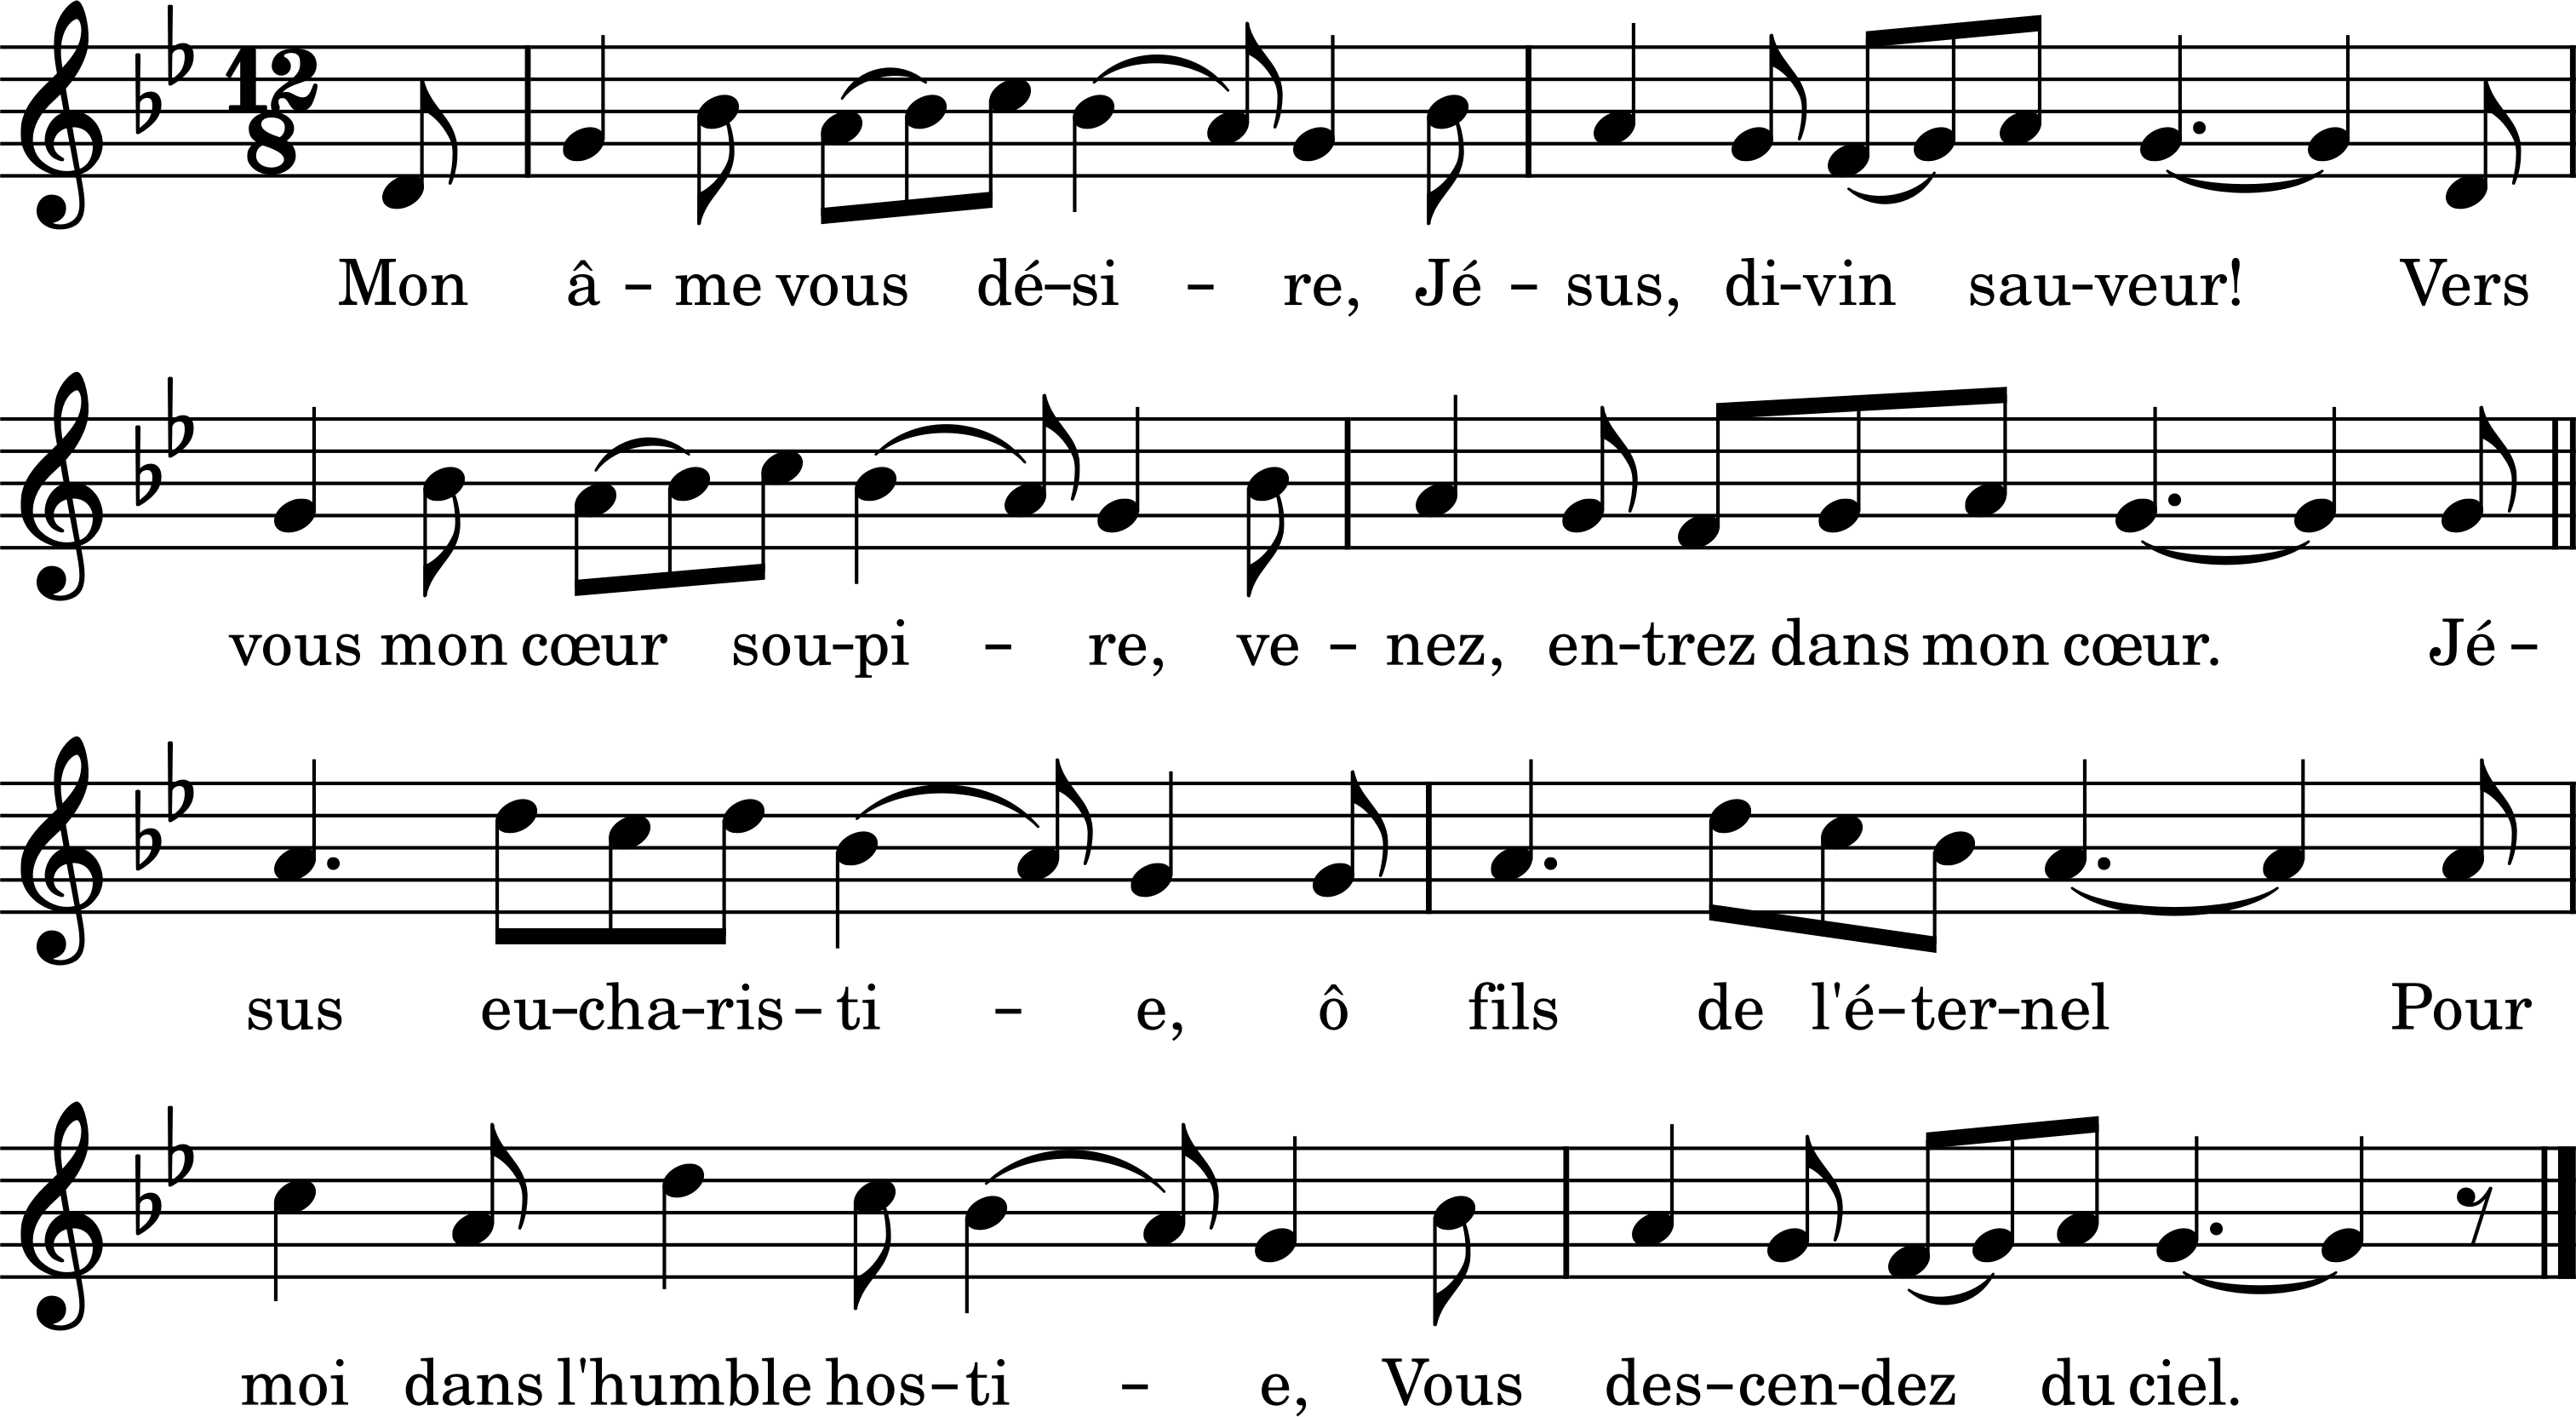 12
8
Mon â – me vous dé–si – re, Jé – sus, di–vin sau–veur! Vers
vous mon cœur sou–pi – re, ve – nez, en–trez dans mon cœur. Jé –
sus eu–cha–ris – ti – e, ô fils de l'é–ter–nel Pour
moi dans l'humble hos–ti – e, Vous des–cen–dez du ciel.